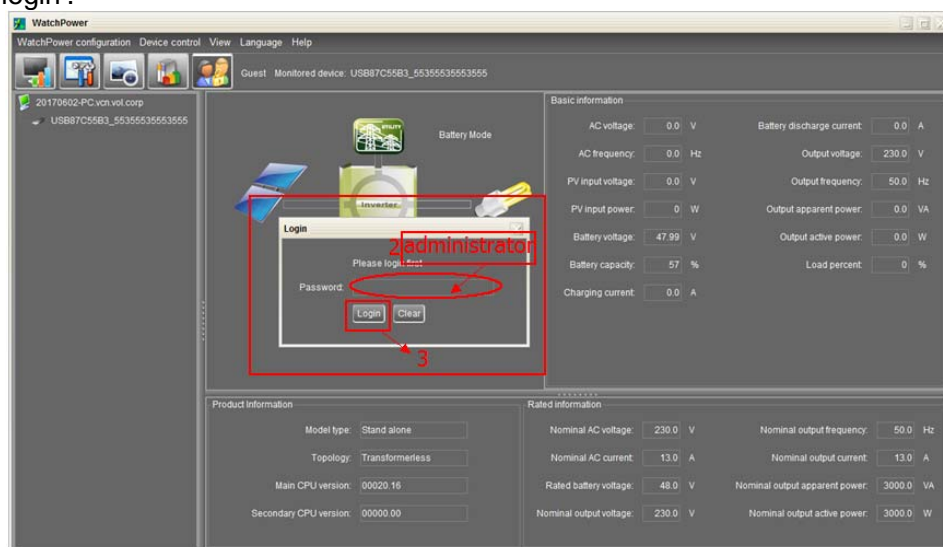 login .
WatchPower
WatchPower configuration Device control View Language Help
Guest Monitored device: USB87C55B3_55355535553555
20170602-PC.vcn.vol.corp
USB87C55B3_55355535553555
UTILITY
Battery Mode
Inverter
Login
2 administrator
Please login first
Password:
Login Clear
3
Basic information
AC voltage: 0.0 V Battery discharge current: 0.0 A
AC frequency: 0.0 Hz Output voltage: 230.0 V
PV input voltage: 0.0 V Output frequency: 50.0 Hz
PV input power: 0 W Output apparent power: 0.0 VA
Battery voltage: 47.99 V Output active power: 0.0 W
Battery capacity: 57 % Load percent: 0 %
Charging current: 0.0 A
Product Information
Model type: Stand alone
Topology: Transformerless
Main CPU version: 00020.16
Secondary CPU version: 00000.00
Rated information
Nominal AC voltage: 230.0 V Nominal output frequency: 50.0 Hz
Nominal AC current: 13.0 A Nominal output current: 13.0 A
Rated battery voltage: 48.0 V Nominal output apparent power: 3000.0 VA
Nominal output voltage: 230.0 V Nominal output active power: 3000.0 W